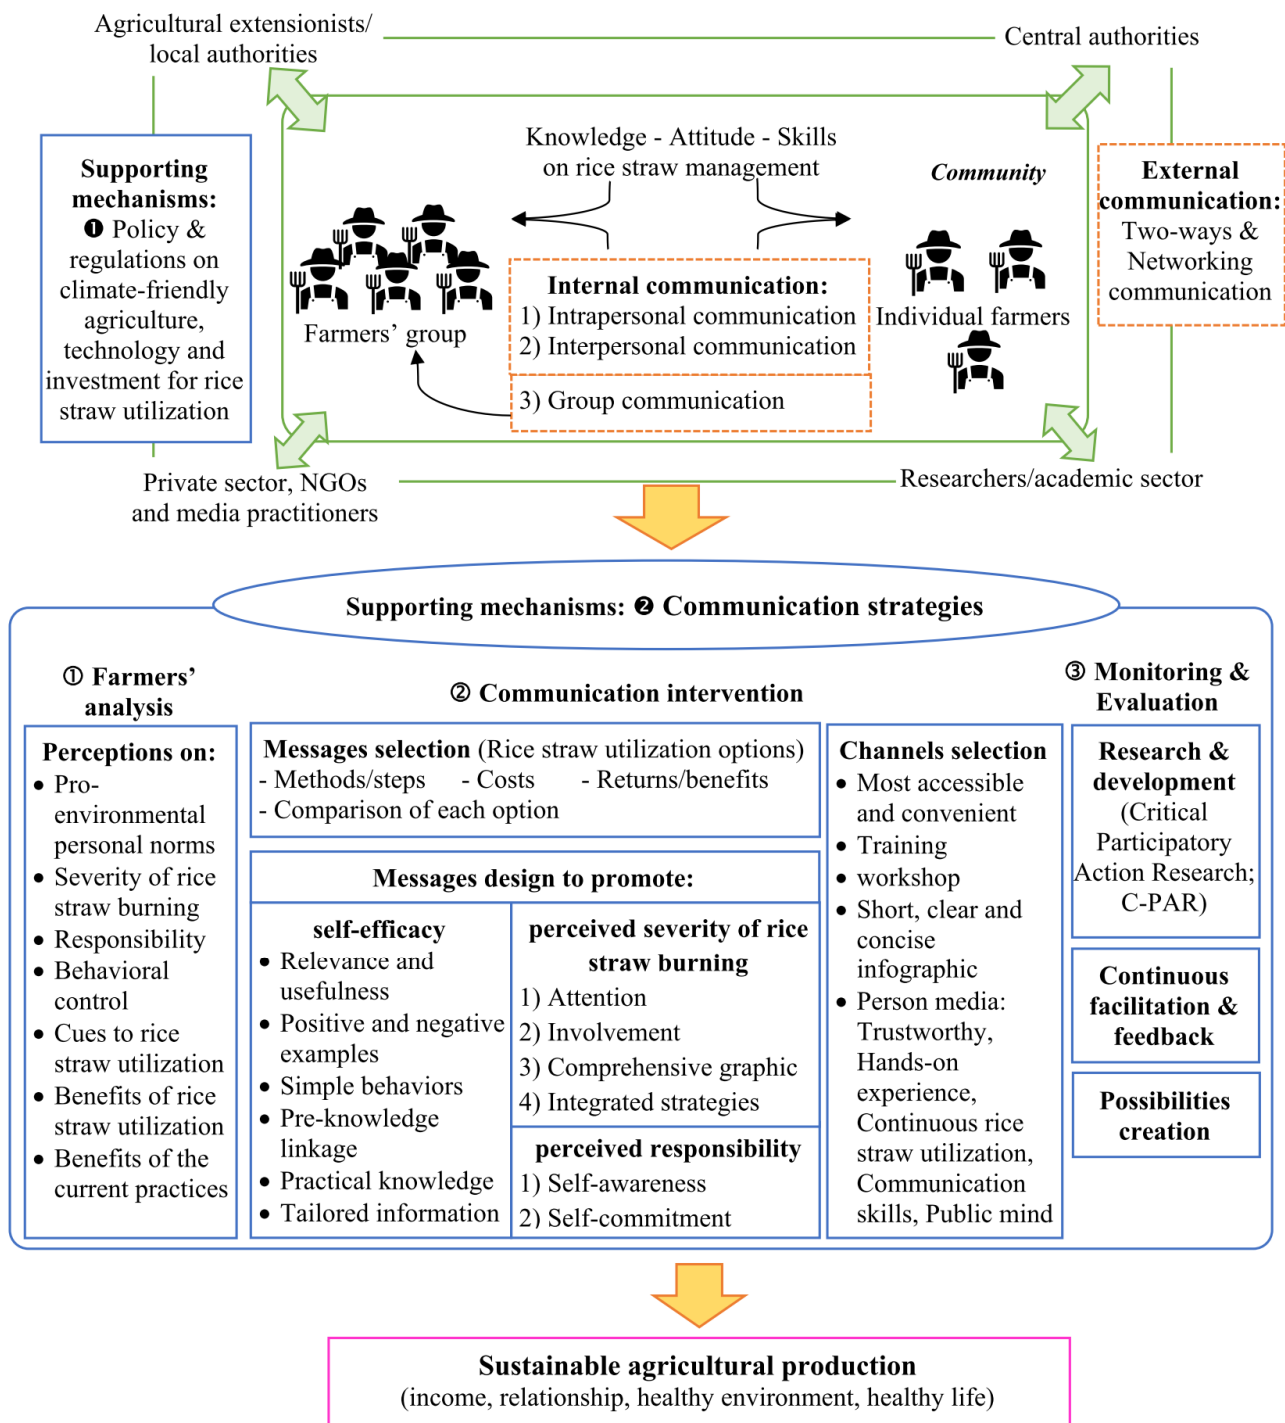 Agricultural extensionists/
local authorities
Central authorities
Supporting
mechanisms:
❶ Policy &
regulations on
climate-friendly
agriculture,
technology and
investment for rice
straw utilization
Knowledge - Attitude - Skills
on rice straw management
Community
External
communication:
Two-ways &
Networking
communication
Farmers’ group
Internal communication:
1) Intrapersonal communication
2) Interpersonal communication
3) Group communication
Individual farmers
Private sector, NGOs
and media practitioners
Researchers/academic sector
Supporting mechanisms: ❷ Communication strategies
① Farmers’
analysis
Perceptions on:
• Pro-
environmental
personal norms
• Severity of rice
straw burning
• Responsibility
• Behavioral
control
• Cues to rice
straw utilization
• Benefits of rice
straw utilization
• Benefits of the
current practices
② Communication intervention
Messages selection (Rice straw utilization options)
- Methods/steps - Costs - Returns/benefits
- Comparison of each option
Messages design to promote:
self-efficacy
• Relevance and
usefulness
• Positive and negative
examples
• Simple behaviors
• Pre-knowledge
linkage
• Practical knowledge
• Tailored information
perceived severity of rice
straw burning
1) Attention
2) Involvement
3) Comprehensive graphic
4) Integrated strategies
perceived responsibility
1) Self-awareness
2) Self-commitment
Channels selection
• Most accessible
and convenient
• Training
• workshop
• Short, clear and
concise
infographic
• Person media:
Trustworthy,
Hands-on
experience,
Continuous rice
straw utilization,
Communication
skills, Public mind
③ Monitoring &
Evaluation
Research &
development
(Critical
Participatory
Action Research;
C-PAR)
Continuous
facilitation &
feedback
Possibilities
creation
Sustainable agricultural production
(income, relationship, healthy environment, healthy life)